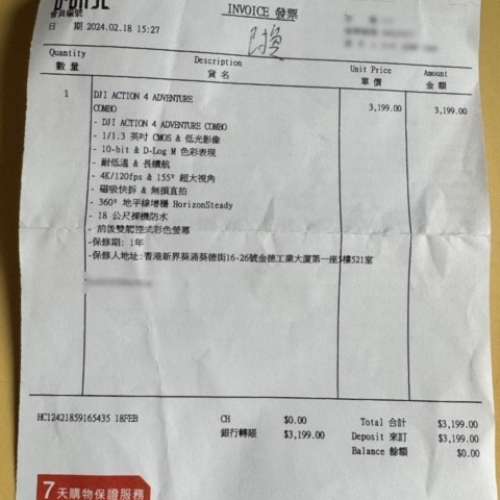 INVOICE 發票
會員編號
日 期 2024.02.18 15:27
Quantity Description Unit Price Amount
數量 貨名 單價 金額
1 DJI ACTION 4 ADVENTURE 3,199.00 3,199.00
COMBO
- DJI ACTION 4 ADVENTURE COMBO
- 1/1.3 英吋 CMOS & 低光影像
- 10-bit & D-Log M 色彩表現
- 耐低溫 & 長續航
- 4K/120fps & 155º 超大視角
- 磁吸快拆 & 無損直拍
- 360º 地平線增穩 HorizonSteady
- 18 公尺裸機防水
- 前後雙觸控式彩色螢幕
-保修期: 1年
-保修人地址:香港新界葵涌葵德街16-26號金德工業大廈第一座5樓521室
HC12421859165435 18FEB CH $0.00 Total 合計 $3,199.00
銀行轉賬 $3,199.00 Deposit 來訂 $3,199.00
Balance 餘額 $0.00
7天購物保證服務